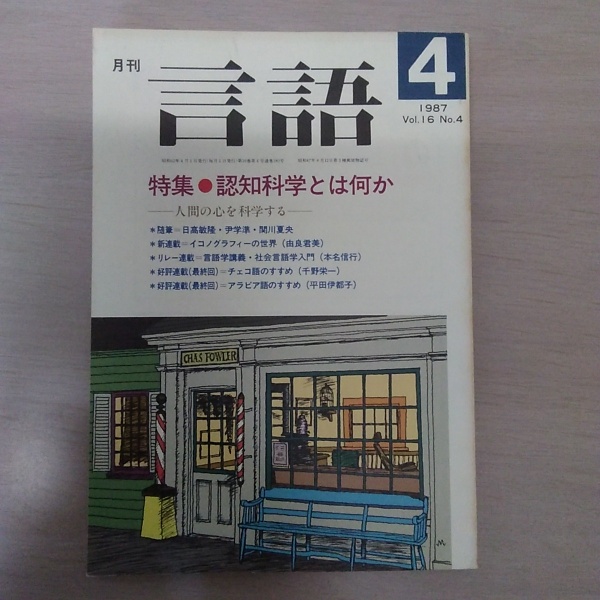 月刊
言語
4
1987
Vol.16 No.4
特集●認知科学とは何か
──人間の心を科学する──
*随筆=日高敏隆・尹学準・関川夏央
*新連載=イコノグラフィーの世界(由良君美)
*リレー連載=言語学講義・社会言語学入門(本名信行)
*好評連載(最終回)=チェコ語のすすめ(千野栄一)
*好評連載(最終回)=アラビア語のすすめ(平田伊都子)
CHAS. FOWLER